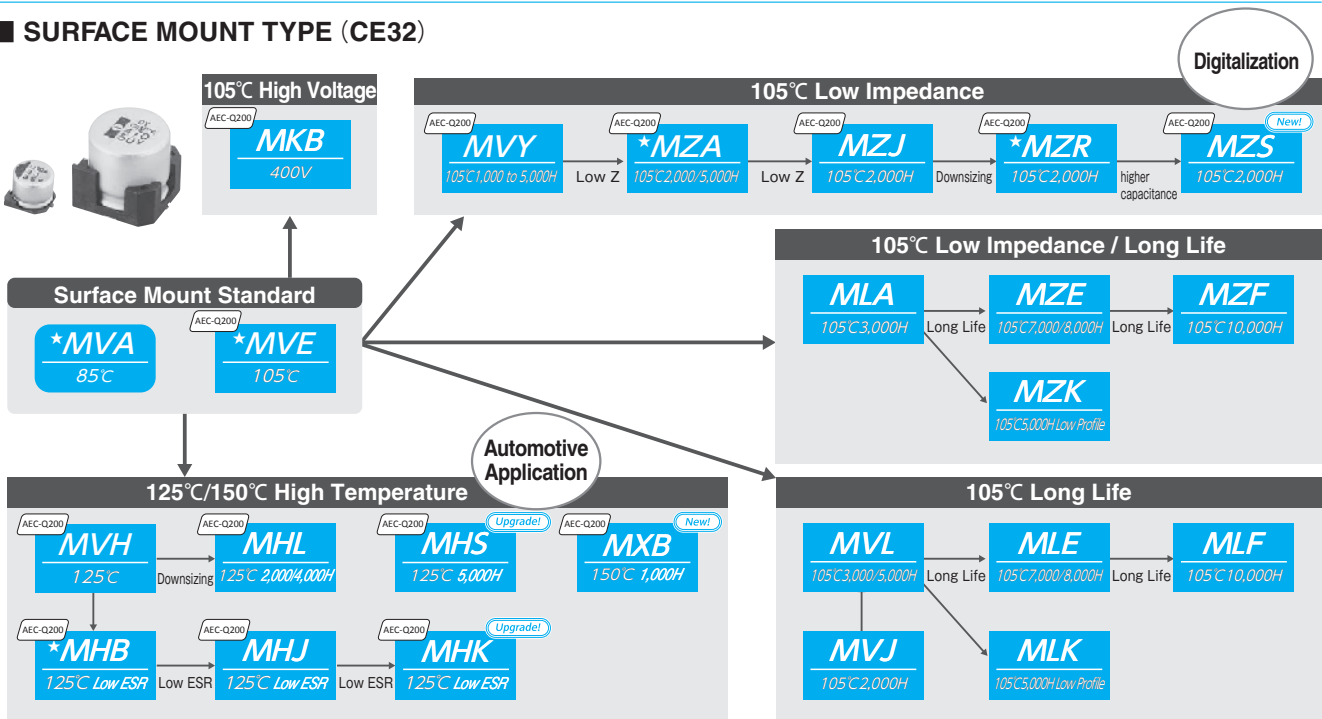 ■ SURFACE MOUNT TYPE（CE32）
Digitalization
105℃ High Voltage
AEC-Q200
MKB
400V
105℃ Low Impedance
AEC-Q200
MVY
105℃1,000 to 5,000H
Low Z
AEC-Q200
★MZA
105℃2,000/5,000H
Low Z
AEC-Q200
MZJ
105℃2,000H
Downsizing
AEC-Q200
★MZR
105℃2,000H
higher
capacitance
AEC-Q200
New!
MZS
105℃2,000H
Surface Mount Standard
★MVA
85℃
AEC-Q200
★MVE
105℃
105℃ Low Impedance / Long Life
MLA
105℃3,000H
Long Life
MZE
105℃7,000/8,000H
Long Life
MZF
105℃10,000H
MZK
105℃5,000H Low Profile
Automotive
Application
125℃/150℃ High Temperature
AEC-Q200
MVH
125℃
Downsizing
AEC-Q200
MHL
125℃ 2,000/4,000H
AEC-Q200
Upgrade!
MHS
125℃ 5,000H
AEC-Q200
New!
MXB
150℃ 1,000H
AEC-Q200
★MHB
125℃ Low ESR
Low ESR
AEC-Q200
MHJ
125℃ Low ESR
Low ESR
AEC-Q200
Upgrade!
MHK
125℃ Low ESR
105℃ Long Life
MVL
105℃3,000/5,000H
Long Life
MLE
105℃7,000/8,000H
Long Life
MLF
105℃10,000H
MVJ
105℃2,000H
MLK
105℃5,000H Low Profile